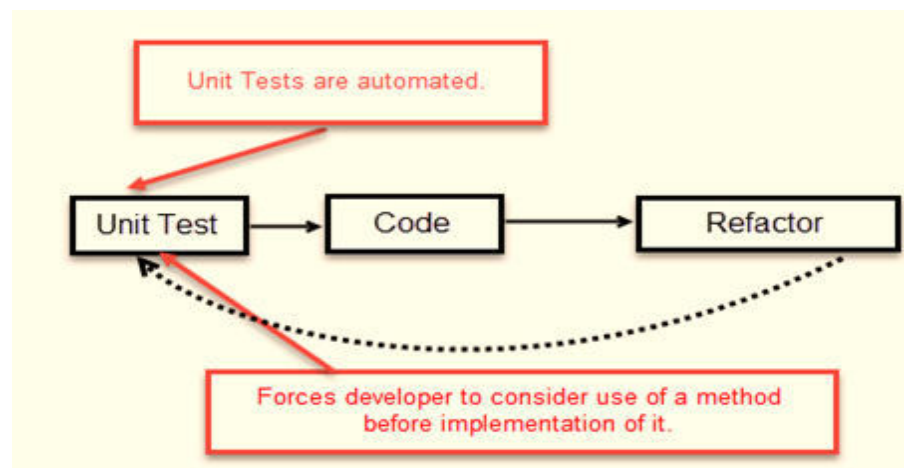 Unit Tests are automated.
Unit Test
Code
Refactor
Forces developer to consider use of a method
before implementation of it.